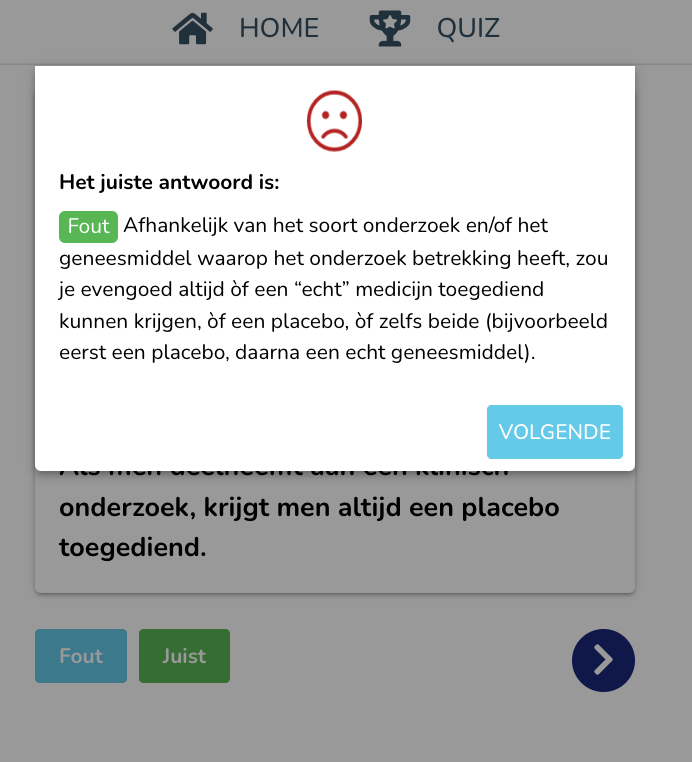 HOME QUIZ
Het juiste antwoord is:
Fout Afhankelijk van het soort onderzoek en/of het
geneesmiddel waarop het onderzoek betrekking heeft, zou
je evengoed altijd òf een “echt” medicijn toegediend
kunnen krijgen, òf een placebo, òf zelfs beide (bijvoorbeeld
eerst een placebo, daarna een echt geneesmiddel).
VOLGENDE
Als men deelneemt aan een klinisch
onderzoek, krijgt men altijd een placebo
toegediend.
Fout Juist